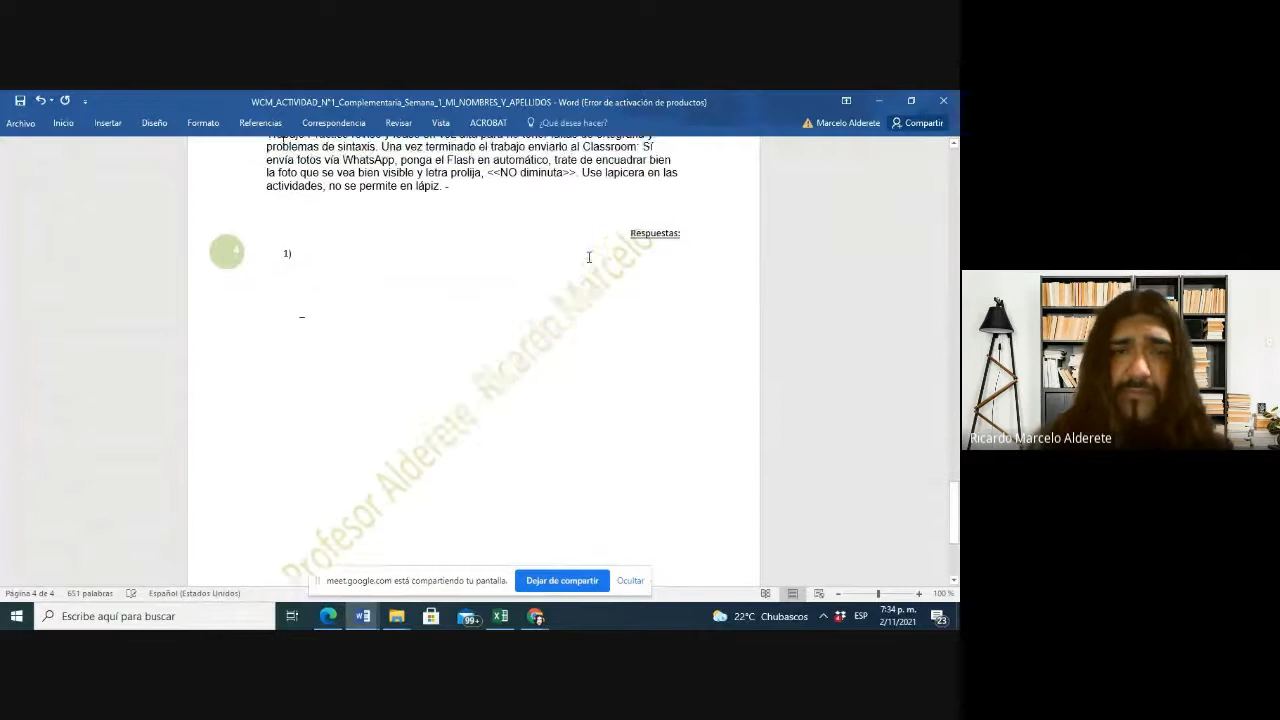 WCM_ACTIVIDAD_N°1_Complementaria_Semana_1_MI_NOMBRES_Y_APELLIDOS - Word (Error de activación de productos)
Archivo Inicio Insertar Diseño Formato Referencias Correspondencia Revisar Vista ACROBAT ¿Qué desea hacer? Marcelo Alderete Compartir
problemas de sintaxis. Una vez terminado el trabajo enviarlo al Classroom: Sí
envía fotos vía WhatsApp, ponga el Flash en automático, trate de encuadrar bien
la foto que se vea bien visible y letra prolija, <<NO diminuta>>. Use lapicera en las
actividades, no se permite en lápiz. -
Respuestas:
4
1)
–
Profesor Alderete Ricardo Marcelo
Ricardo Marcelo Alderete
meet.google.com está compartiendo tu pantalla. Dejar de compartir Ocultar
Página 4 de 4 651 palabras Español (Estados Unidos) 100 %
Escribe aquí para buscar 99+ 22°C Chubascos ESP 7:34 p. m.
2/11/2021 23